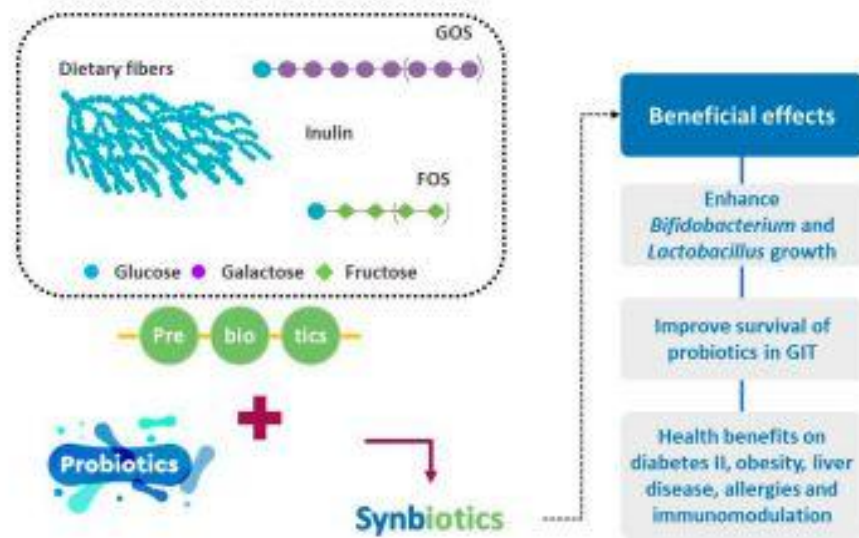 GOS
Dietary fibers
Inulin
FOS
Glucose Galactose Fructose
Pre bio tics
Probiotics
Synbiotics
Beneficial effects
Enhance
Bifidobacterium and
Lactobacillus growth
Improve survival of
probiotics in GIT
Health benefits on
diabetes II, obesity, liver
disease, allergies and
immunomodulation